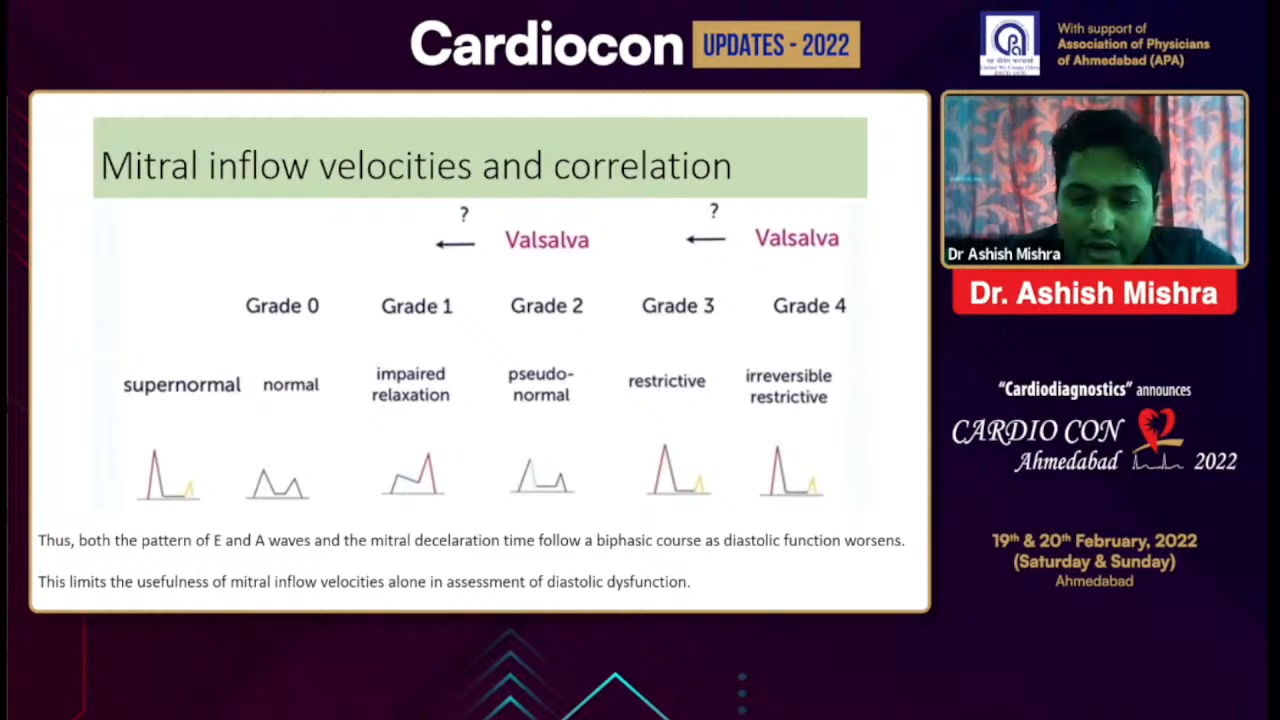 Cardiocon UPDATES - 2022
With support of
Association of Physicians
of Ahmedabad (APA)
Mitral inflow velocities and correlation
? ?
Valsalva Valsalva
Grade 0 Grade 1 Grade 2 Grade 3 Grade 4
supernormal normal impaired relaxation pseudo-normal restrictive irreversible restrictive
Thus, both the pattern of E and A waves and the mitral decelaration time follow a biphasic course as diastolic function worsens.
This limits the usefulness of mitral inflow velocities alone in assessment of diastolic dysfunction.
Dr Ashish Mishra
Dr. Ashish Mishra
“Cardiodiagnostics” announces
CARDIO CON
Ahmedabad 2022
19th & 20th February, 2022
(Saturday & Sunday)
Ahmedabad